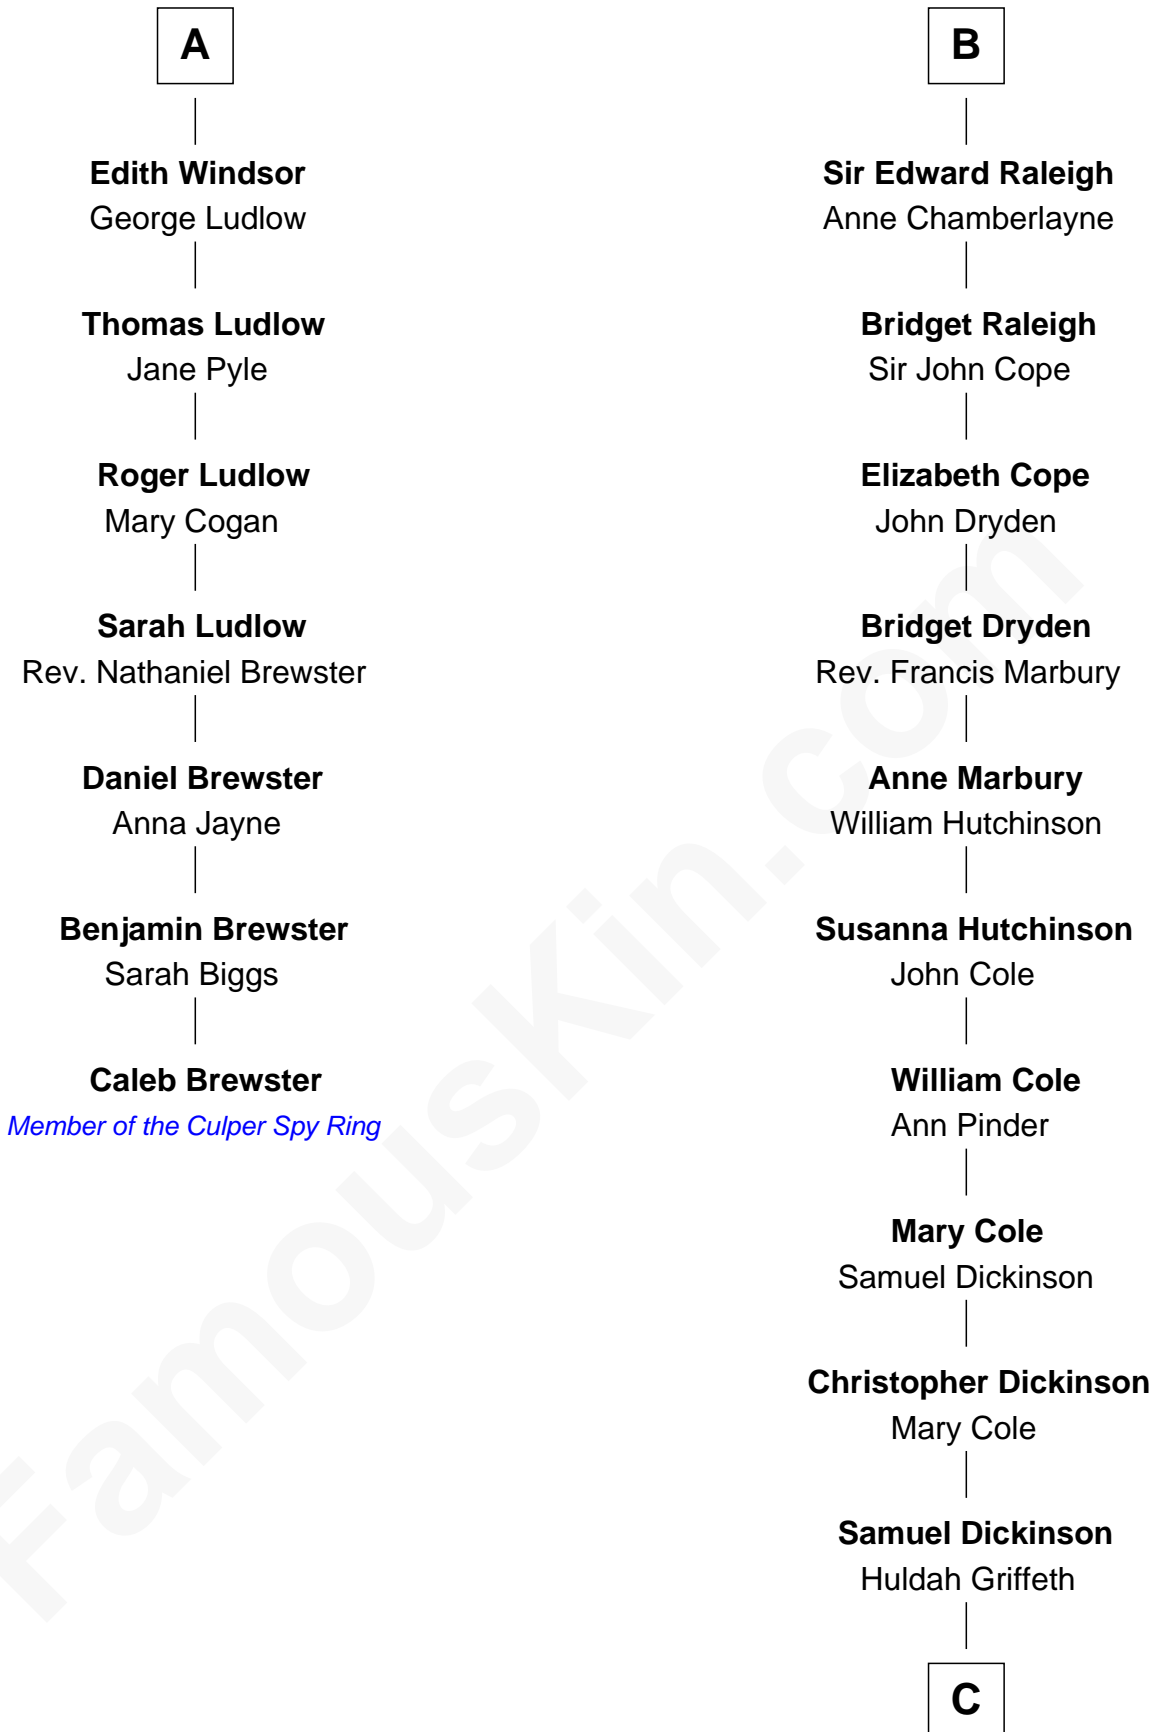 A
Edith Windsor
George Ludlow
Thomas Ludlow
Jane Pyle
Roger Ludlow
Mary Cogan
Sarah Ludlow
Rev. Nathaniel Brewster
Daniel Brewster
Anna Jayne
Benjamin Brewster
Sarah Biggs
Caleb Brewster
Member of the Culper Spy Ring
B
Sir Edward Raleigh
Anne Chamberlayne
Bridget Raleigh
Sir John Cope
Elizabeth Cope
John Dryden
Bridget Dryden
Rev. Francis Marbury
Anne Marbury
William Hutchinson
Susanna Hutchinson
John Cole
William Cole
Ann Pinder
Mary Cole
Samuel Dickinson
Christopher Dickinson
Mary Cole
Samuel Dickinson
Huldah Griffeth
C
FamousKin.com